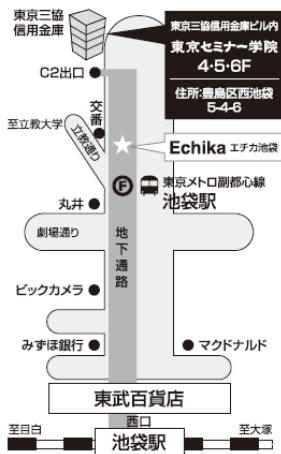 東京三協
信用金庫
東京三協信用金庫ビル内
東京セミナー学院
4・5・6F
住所:豊島区西池袋
5-4-6
C2出口
交番
至立教大学
立教通り
Echika エチカ池袋
F
東京メトロ副都心線
池袋駅
丸井
劇場通り
地下通路
ビックカメラ
みずほ銀行
マクドナルド
東武百貨店
西口
至目白
池袋駅
至大塚